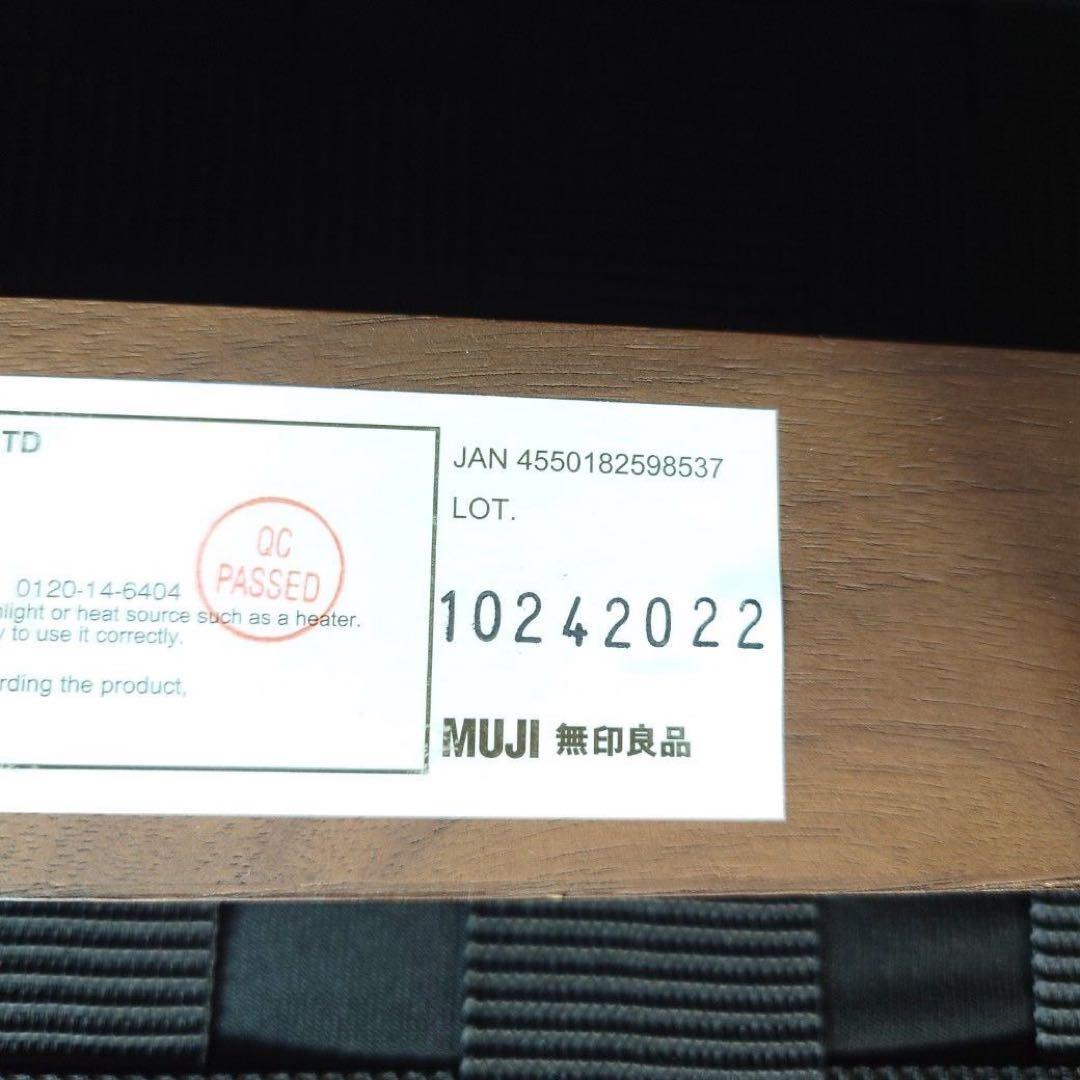 TD
0120-14-6404
nlight or heat source such as a heater.
y to use it correctly.
rding the product,
QC
PASSED
JAN 4550182598537
LOT.
10242022
MUJI 無印良品